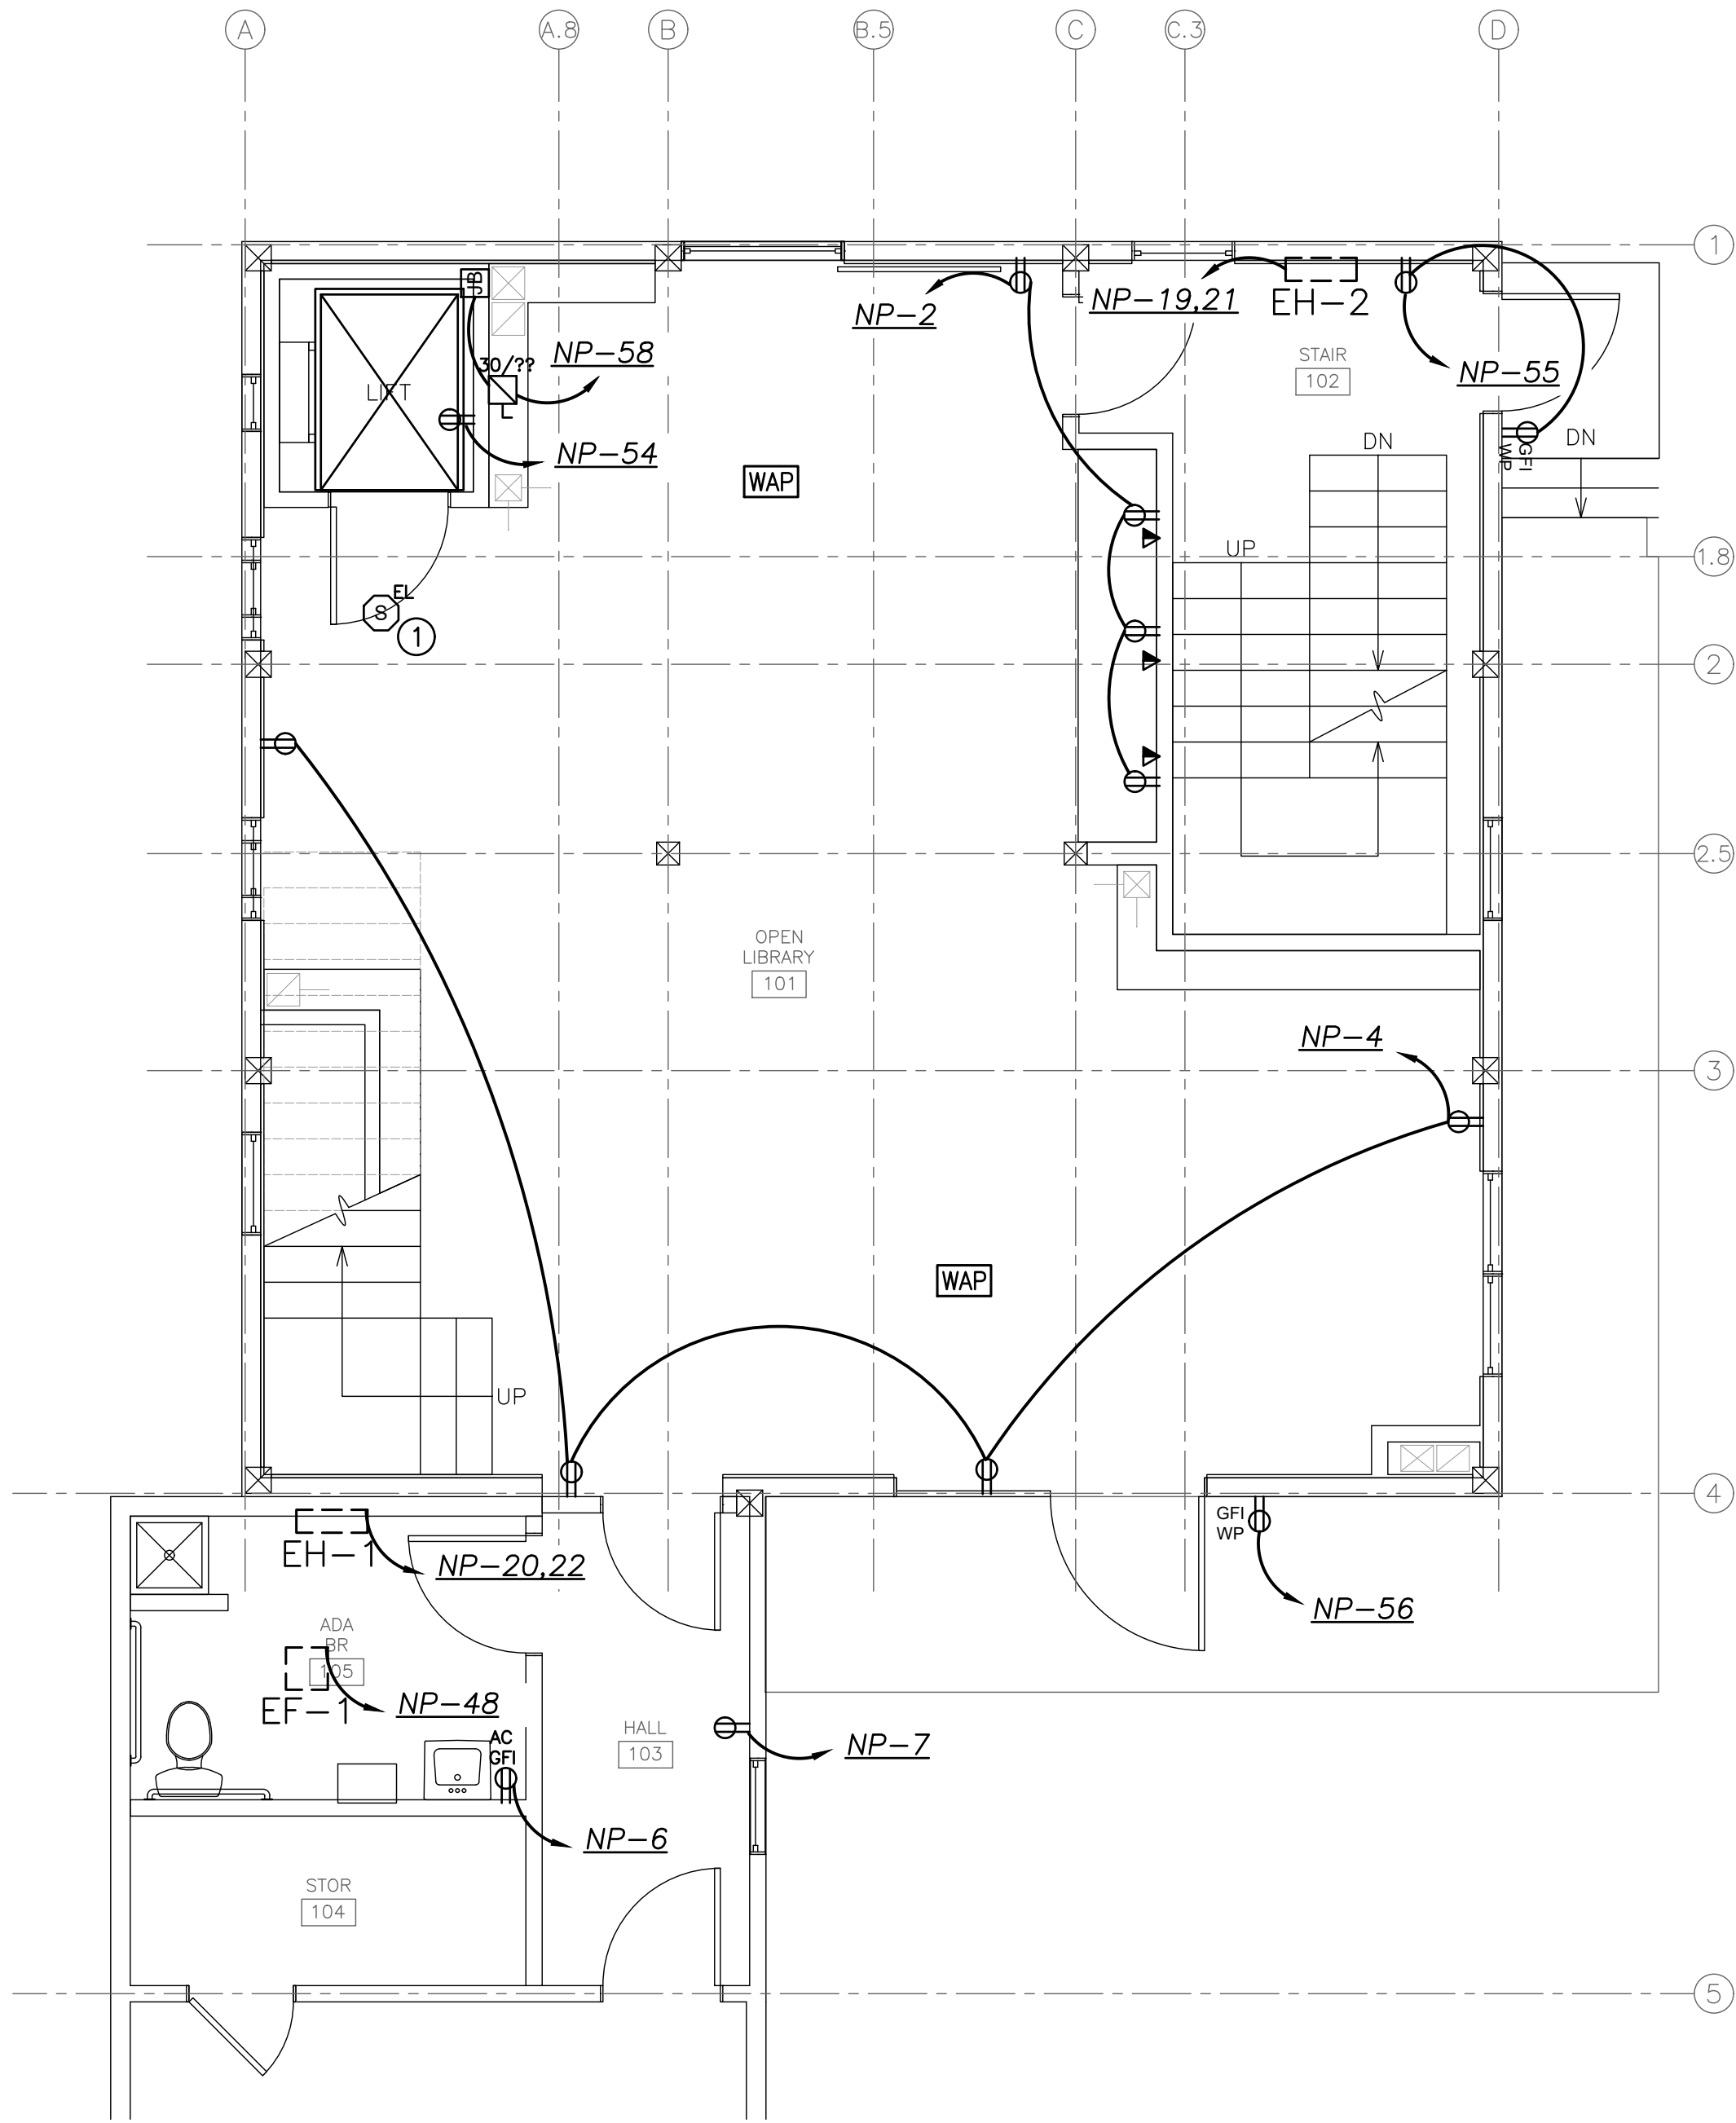 A
A.8
B
B.5
C
C.3
D
1
JB
NP-2
NP-19,21
EH-2
30/??
NP-58
STAIR
102
NP-55
LIFT
L
NP-54
DN
GFI
WP
DN
WAP
UP
1.8
EL
S
1
2
2.5
OPEN
LIBRARY
101
NP-4
3
WAP
UP
4
GFI
WP
EH-1
NP-20,22
NP-56
ADA
BR
105
EF-1
NP-48
AC
GFI
HALL
103
NP-7
NP-6
STOR
104
5